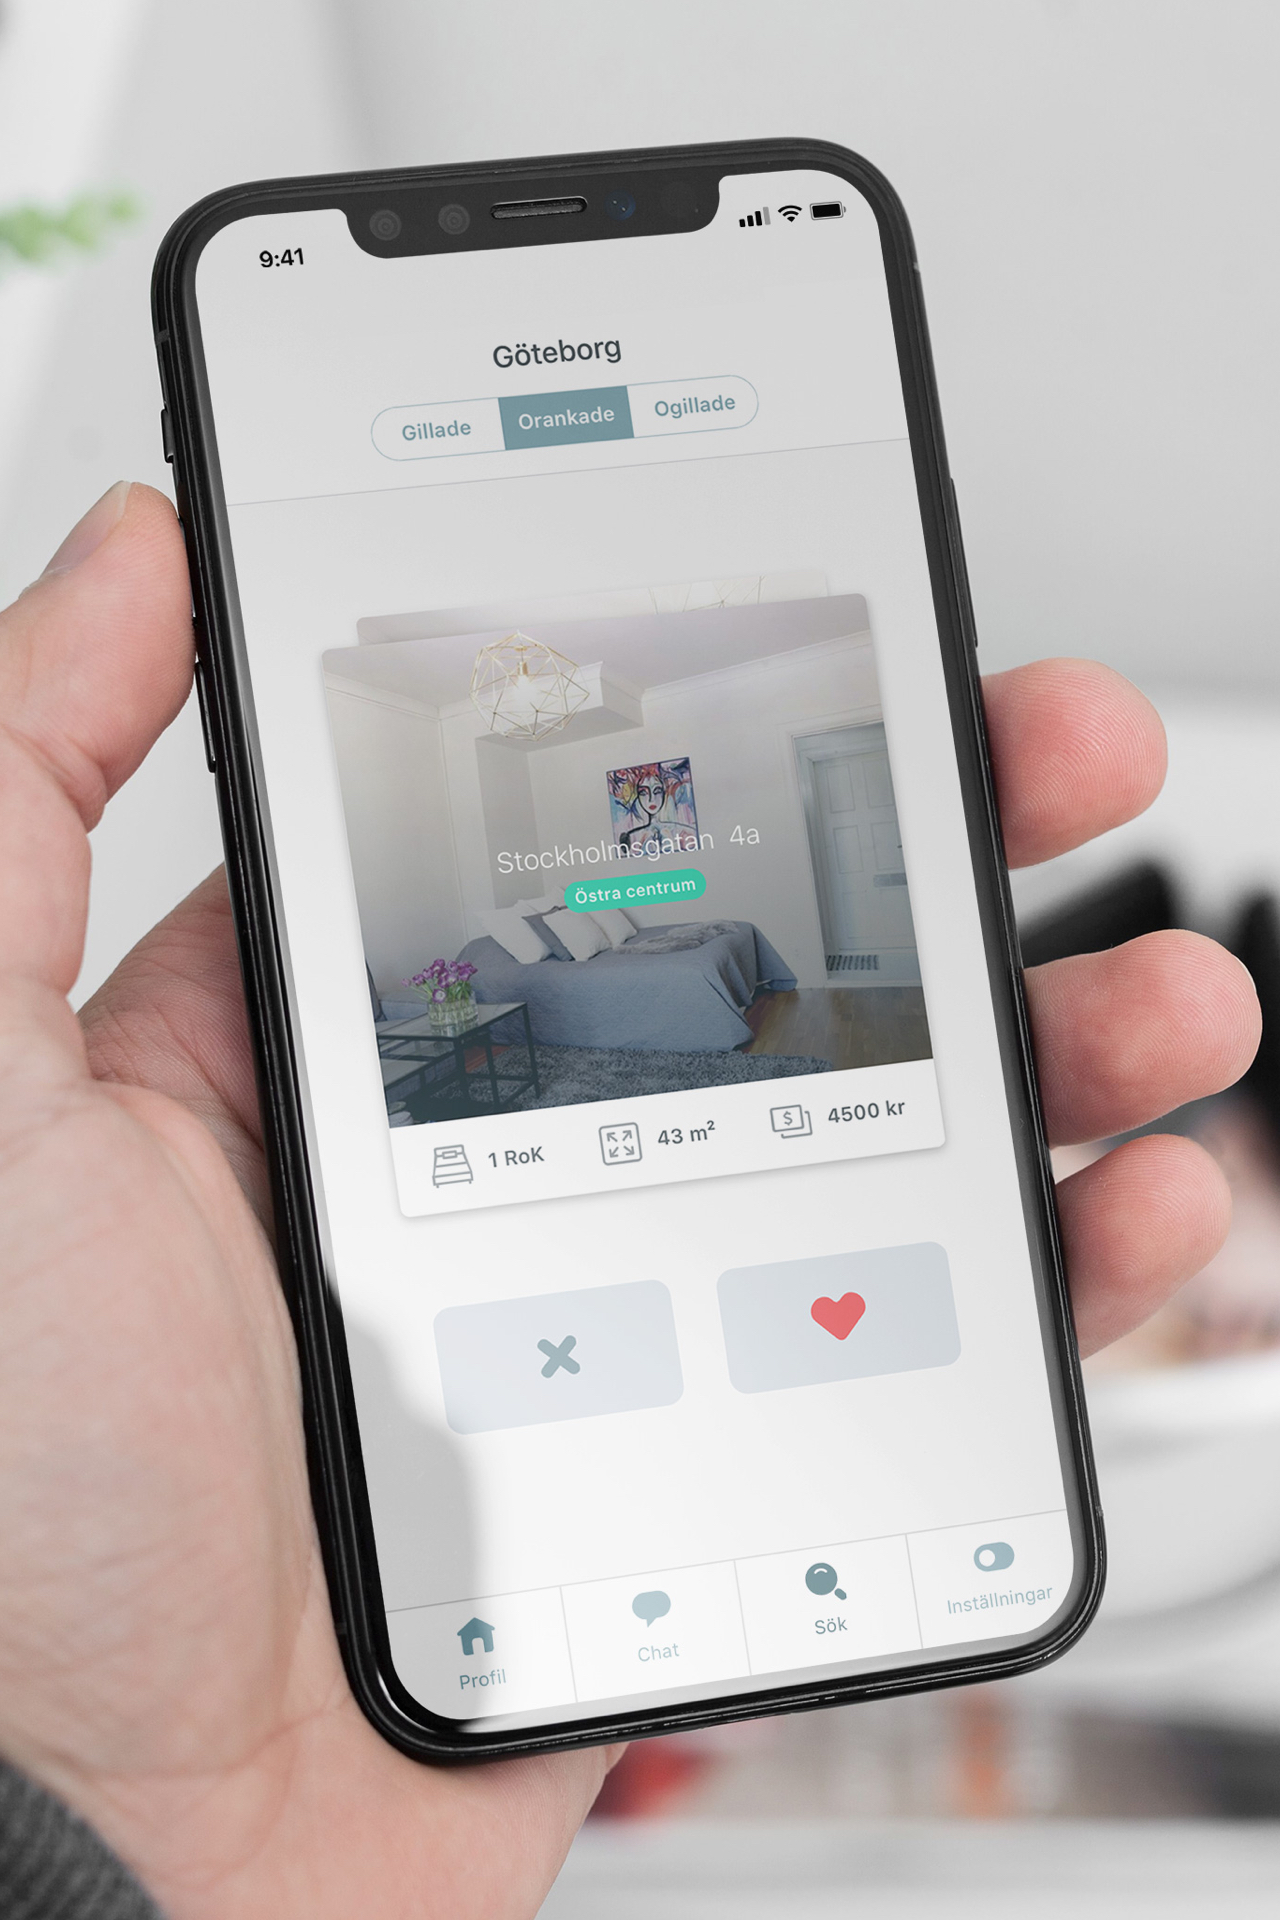 9:41
Göteborg
Gillade Orankade Ogillade
Stockholmsgatan 4a
Östra centrum
1 RoK 43 m² $ 4500 kr
Profil Chat Sök Inställningar